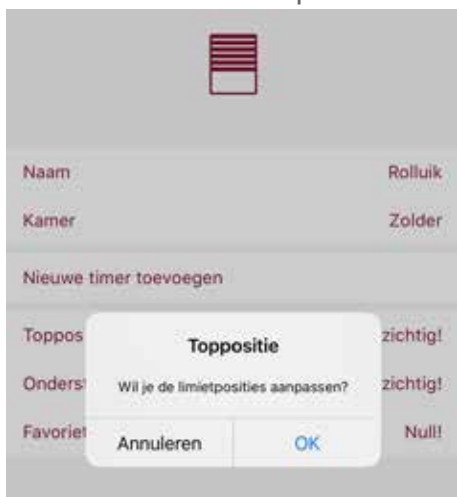 Naam Rolluik
Kamer Zolder
Nieuwe timer toevoegen
Toppos zichtig!
Toppositie
Onders zichtig!
Wil je de limietposities aanpassen?
Favoriet Null!
Annuleren OK